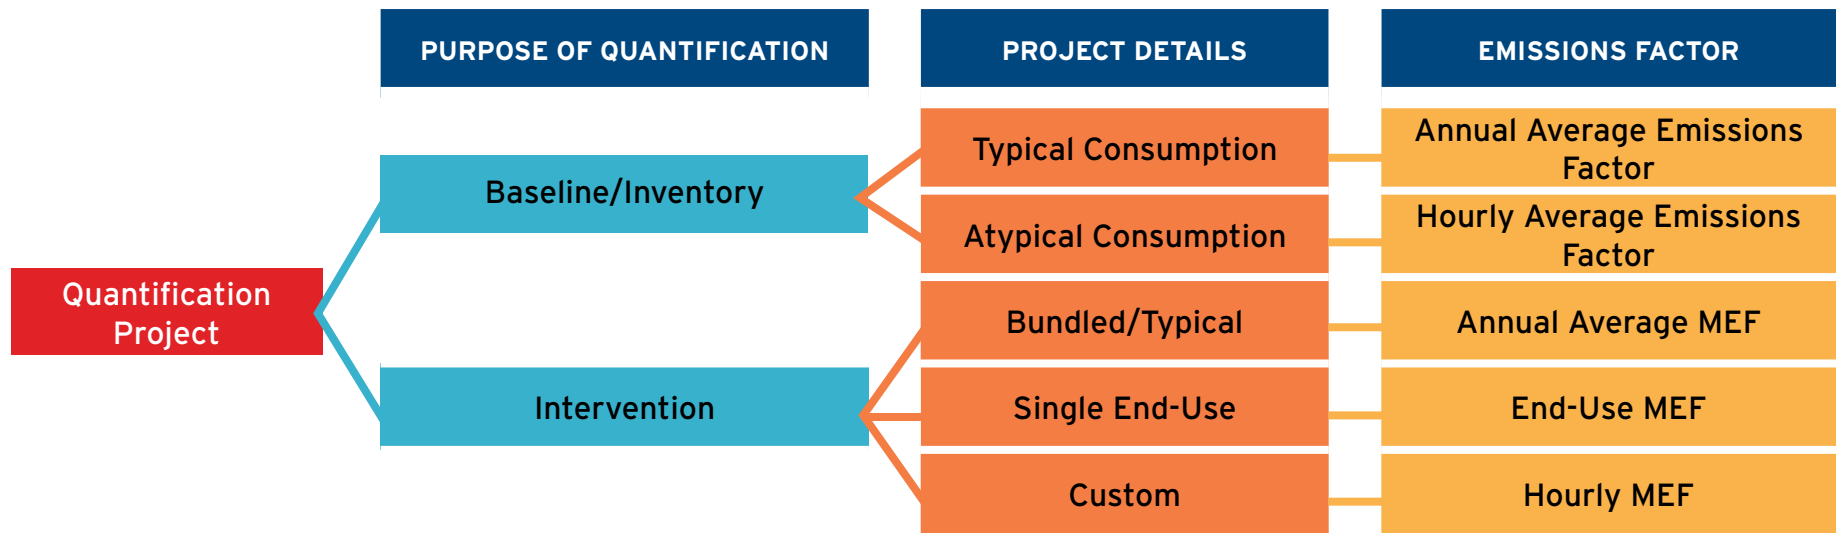 PURPOSE OF QUANTIFICATION
PROJECT DETAILS
EMISSIONS FACTOR
Quantification
Project
Baseline/Inventory
Intervention
Typical Consumption
Atypical Consumption
Bundled/Typical
Single End-Use
Custom
Annual Average Emissions
Factor
Hourly Average Emissions
Factor
Annual Average MEF
End-Use MEF
Hourly MEF